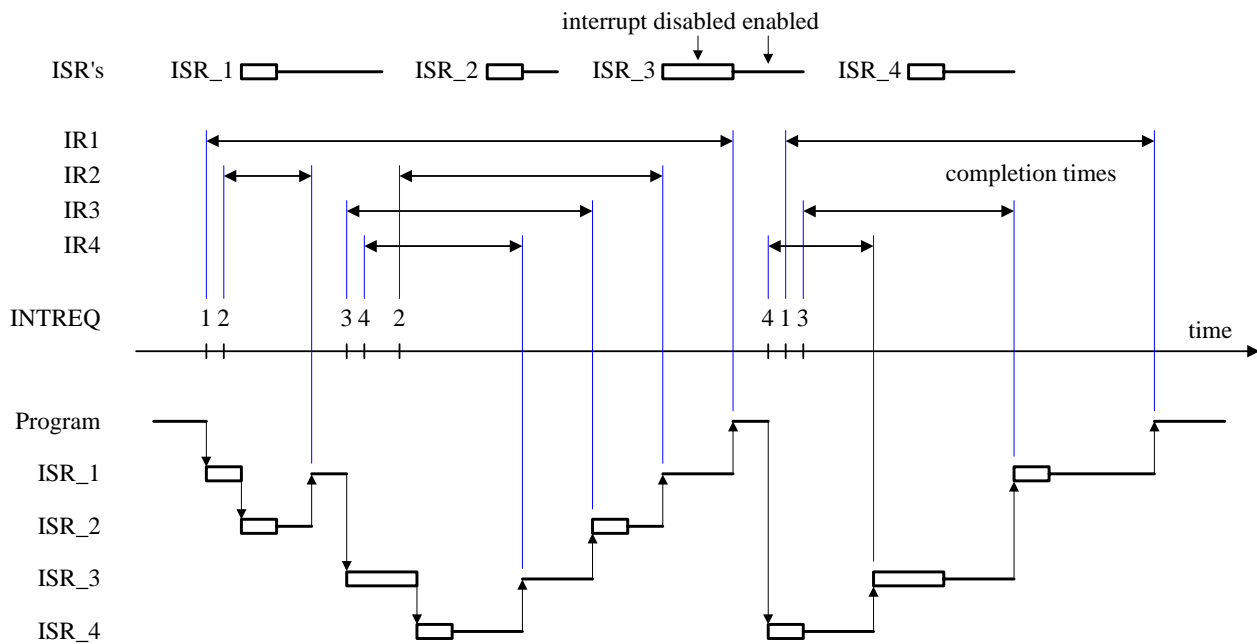 interrupt disabled enabled
ISR's ISR_1 ISR_2 ISR_3 ISR_4
IR1
IR2 completion times
IR3
IR4
INTREQ 1 2 3 4 2 4 1 3
time
Program
ISR_1
ISR_2
ISR_3
ISR_4